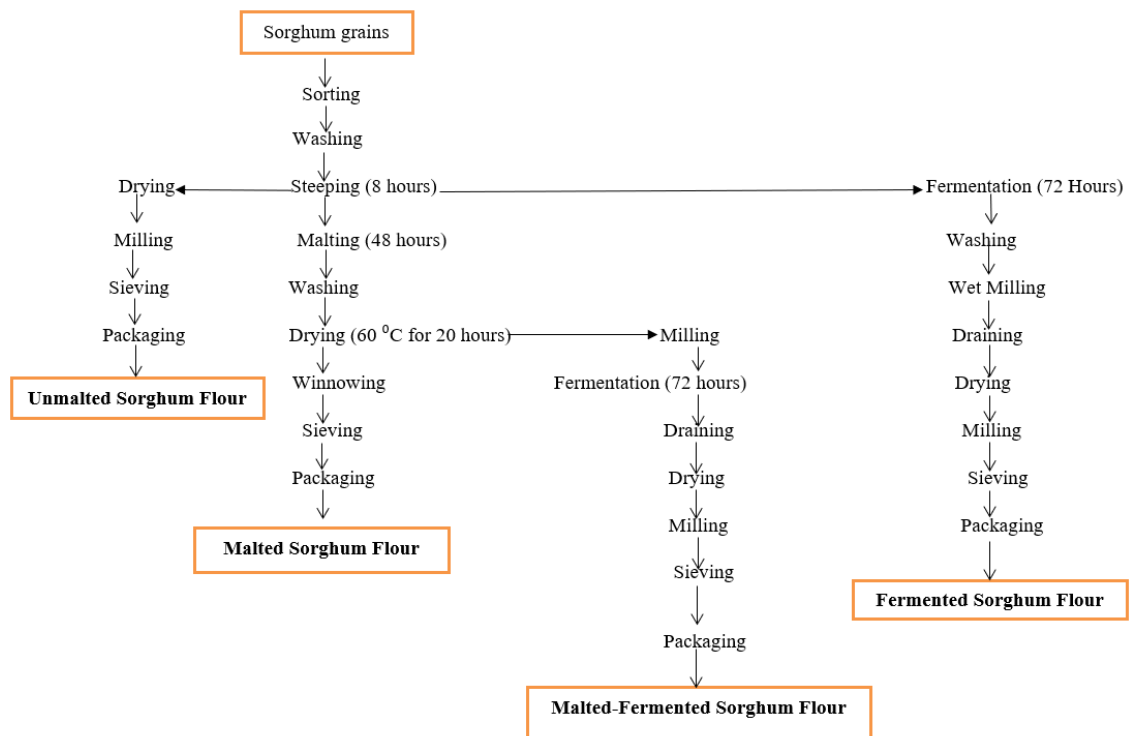 Sorghum grains
Sorting
Washing
Drying
Steeping (8 hours)
Fermentation (72 Hours)
Milling
Malting (48 hours)
Washing
Sieving
Washing
Wet Milling
Packaging
Drying (60 ⁰C for 20 hours)
Milling
Draining
Unmalted Sorghum Flour
Winnowing
Fermentation (72 hours)
Drying
Sieving
Draining
Milling
Packaging
Drying
Sieving
Malted Sorghum Flour
Milling
Packaging
Sieving
Fermented Sorghum Flour
Packaging
Malted-Fermented Sorghum Flour